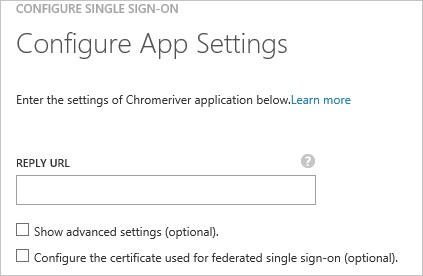 CONFIGURE SINGLE SIGN-ON
Configure App Settings
Enter the settings of Chromeriver application below.Learn more
REPLY URL ?
Show advanced settings (optional).
Configure the certificate used for federated single sign-on (optional).